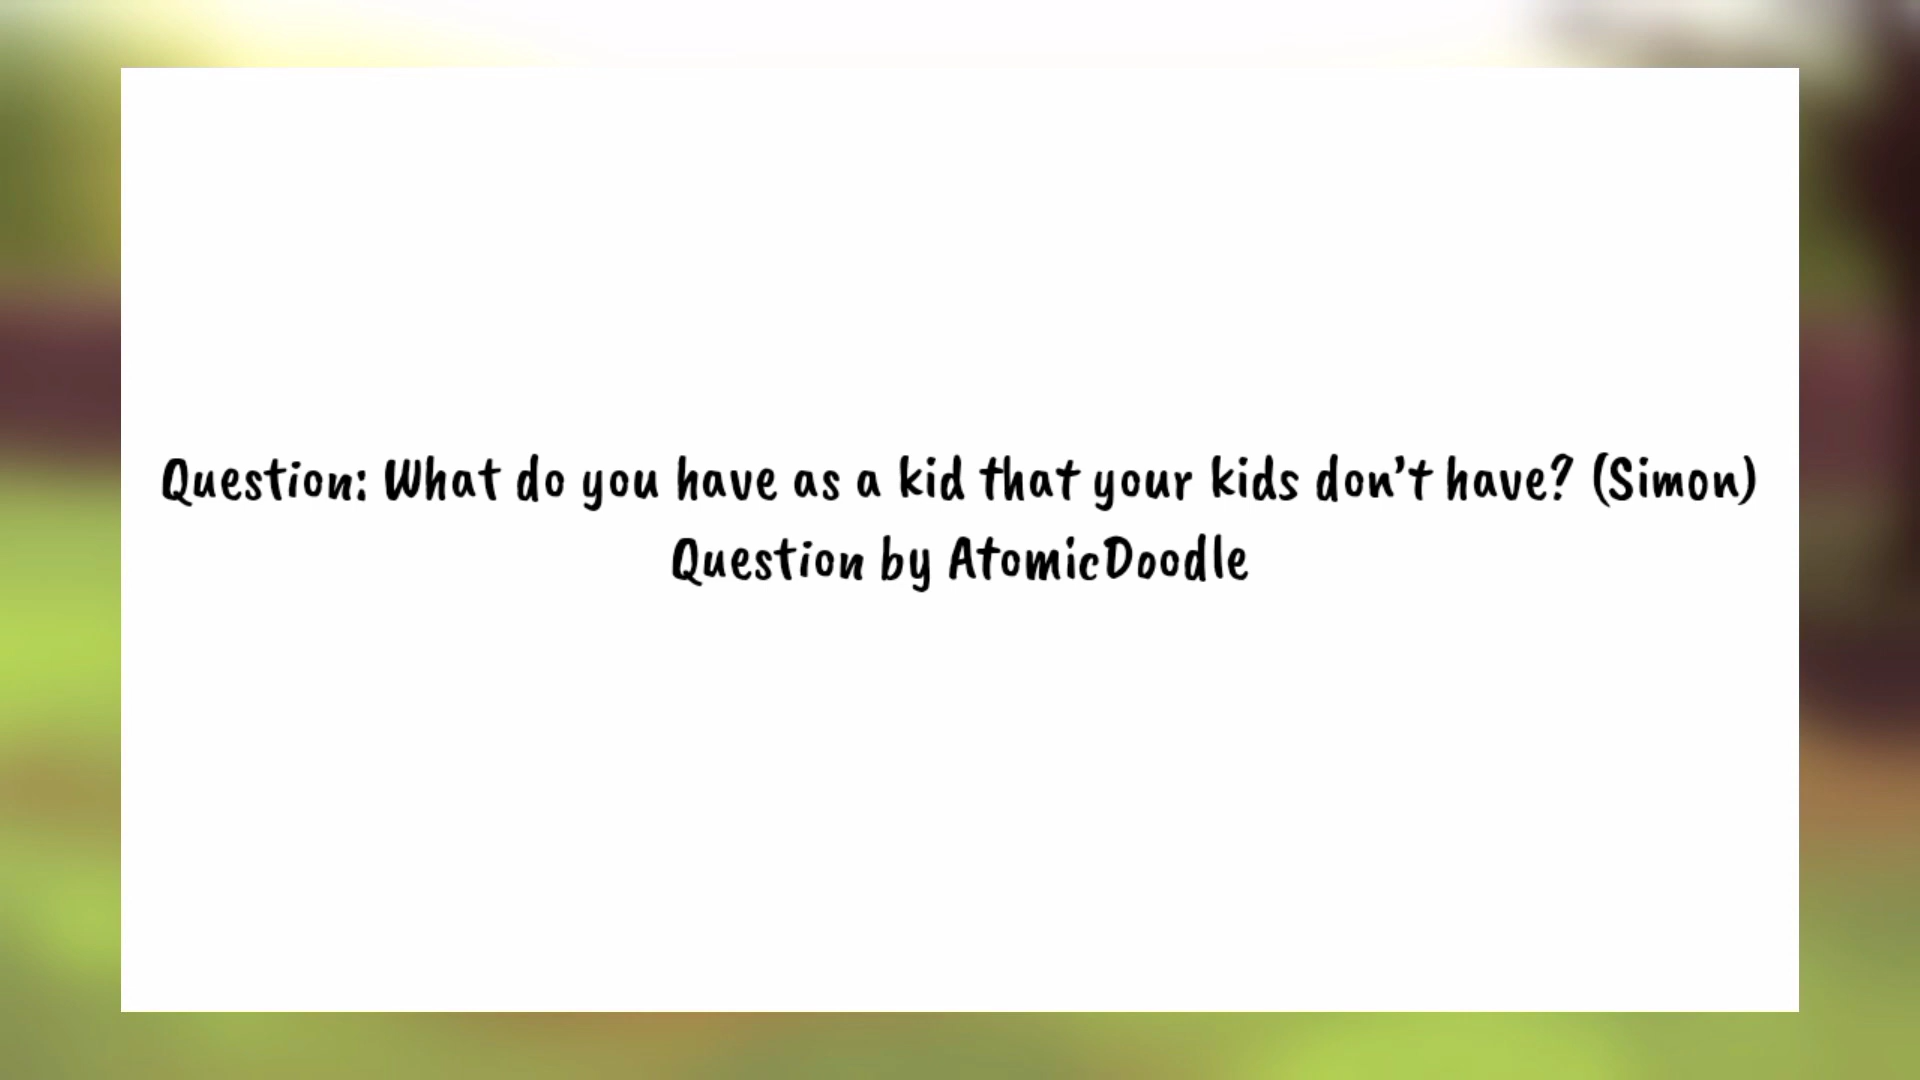 Question: What do you have as a kid that your kids don't have? (Simon)
Question by AtomicDoodle